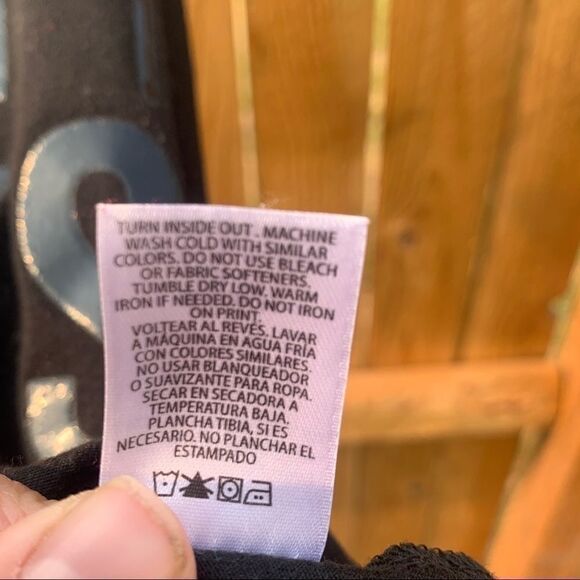 TURN INSIDE OUT. MACHINE
WASH COLD WITH SIMILAR
COLORS. DO NOT USE BLEACH
OR FABRIC SOFTENERS.
TUMBLE DRY LOW. WARM
IRON IF NEEDED. DO NOT IRON
ON PRINT.
VOLTEAR AL REVÉS, LAVAR
A MÁQUINA EN AGUA FRÍA
CON COLORES SIMILARES.
NO USAR BLANQUEADOR
O SUAVIZANTE PARA ROPA.
SECAR EN SECADORA A
TEMPERATURA BAJA.
PLANCHA TIBIA, SI ES
NECESARIO. NO PLANCHAR EL
ESTAMPADO